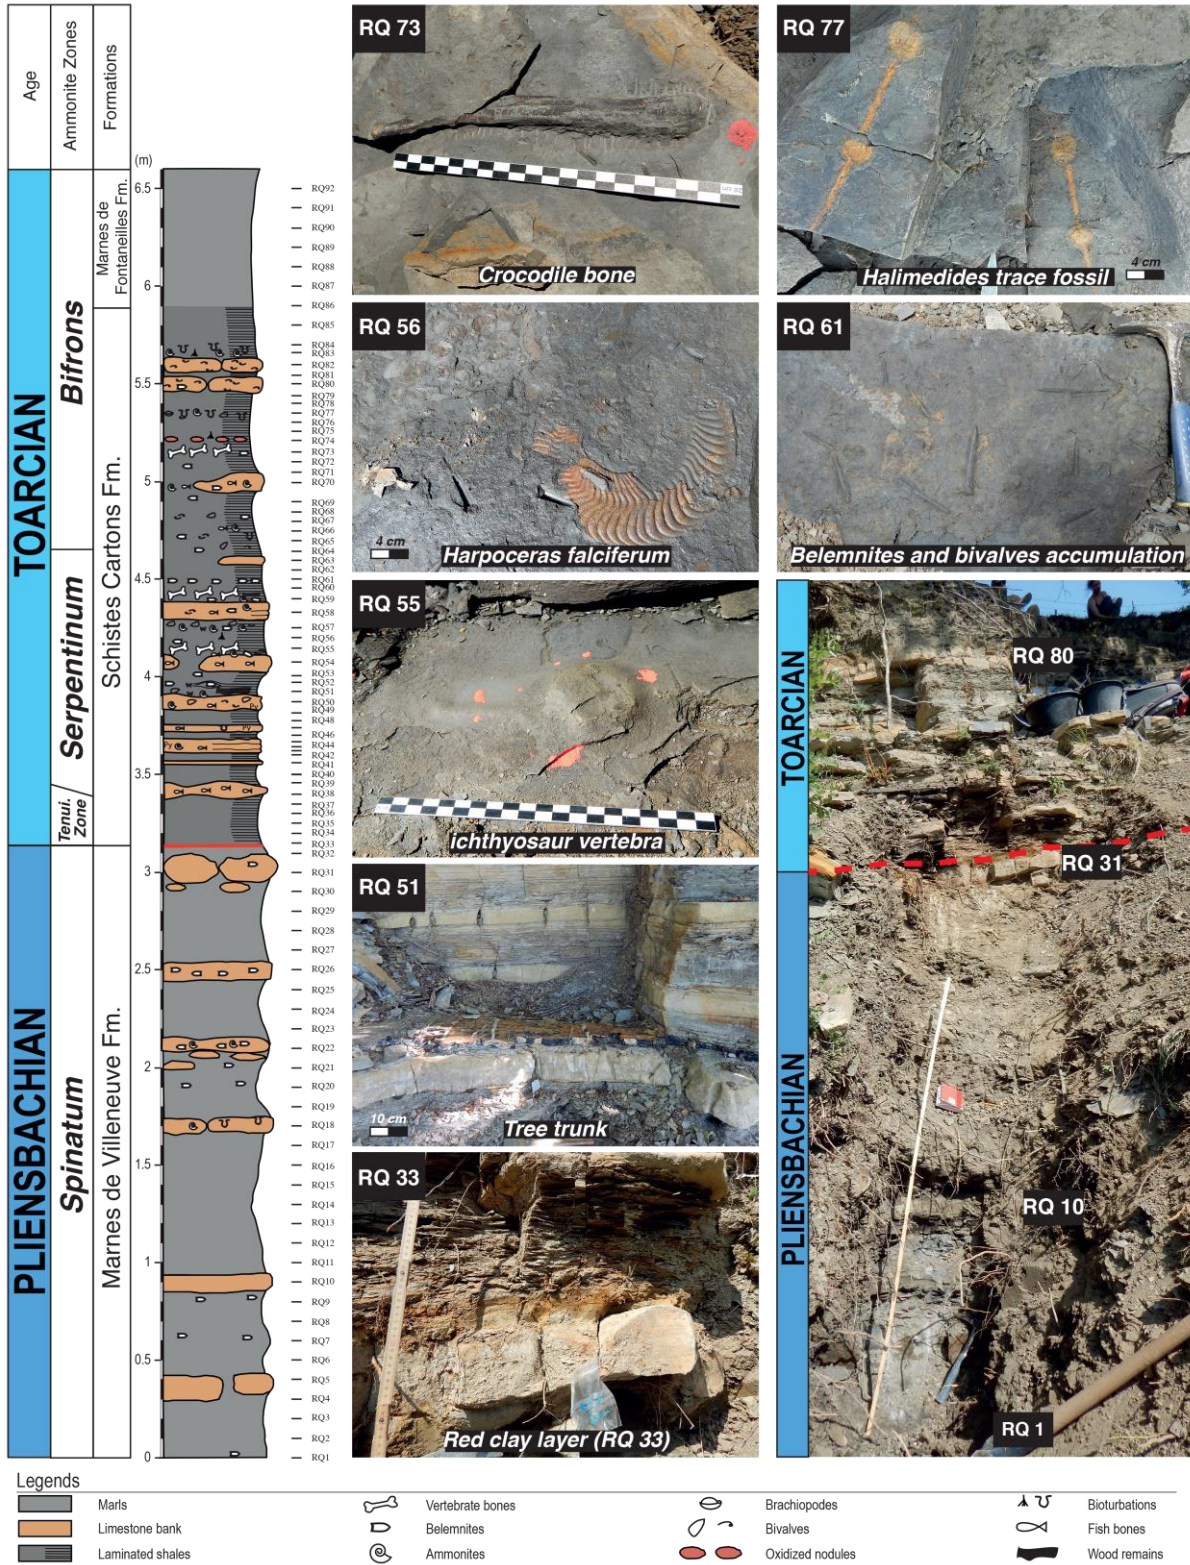 Age
Ammonite Zones
Formations
(m)
TOARCIAN
PLIENSBACHIAN
Bifrons
Serpentinum
Tenui.
Zone
Spinatum
Marnes de
Fontaneilles Fm.
Schistes Cartons Fm.
Marnes de Villeneuve Fm.
6.5
6
5.5
5
4.5
4
3.5
3
2.5
2
1.5
1
0.5
0
RQ92
RQ91
RQ90
RQ89
RQ88
RQ87
RQ86
RQ85
RQ84
RQ83
RQ82
RQ81
RQ80
RQ79
RQ78
RQ77
RQ76
RQ75
RQ74
RQ73
RQ72
RQ71
RQ70
RQ69
RQ68
RQ67
RQ66
RQ65
RQ64
RQ63
RQ62
RQ61
RQ60
RQ59
RQ58
RQ57
RQ56
RQ55
RQ54
RQ53
RQ52
RQ51
RQ50
RQ49
RQ48
RQ46
RQ44
RQ42
RQ41
RQ40
RQ39
RQ38
RQ37
RQ36
RQ35
RQ34
RQ33
RQ32
RQ31
RQ30
RQ29
RQ28
RQ27
RQ26
RQ25
RQ24
RQ23
RQ22
RQ21
RQ20
RQ19
RQ18
RQ17
RQ16
RQ15
RQ14
RQ13
RQ12
RQ11
RQ10
RQ9
RQ8
RQ7
RQ6
RQ5
RQ4
RQ3
RQ2
RQ1
RQ 73
Crocodile bone
RQ 77
Halimedides trace fossil
4 cm
RQ 56
4 cm
Harpoceras falciferum
RQ 61
Belemnites and bivalves accumulation
RQ 55
ichthyosaur vertebra
RQ 51
10 cm
Tree trunk
RQ 33
Red clay layer (RQ 33)
TOARCIAN
PLIENSBACHIAN
RQ 80
RQ 31
RQ 10
RQ 1
Legends
Marls
Vertebrate bones
Brachiopodes
Bioturbations
Limestone bank
Belemnites
Bivalves
Fish bones
Laminated shales
Ammonites
Oxidized nodules
Wood remains